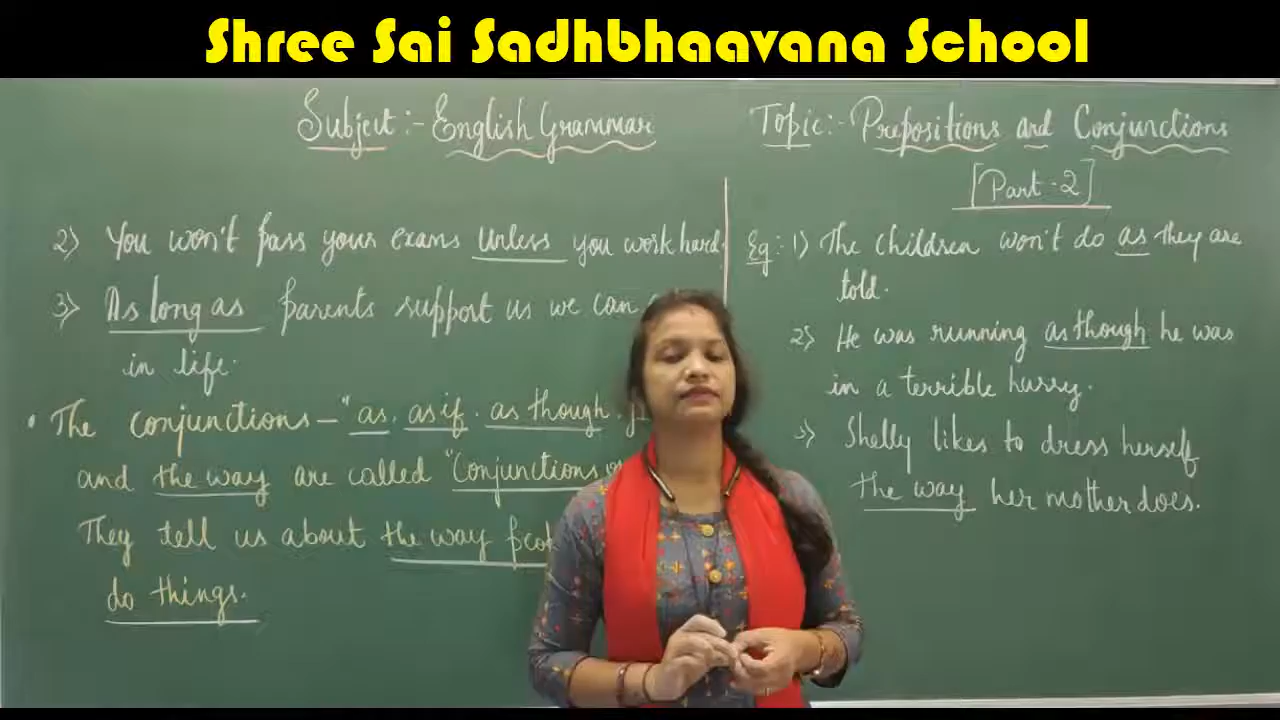 Shree Sai Sadhbhaavana School
Subject:- English Grammar
Topic:- Prepositions and Conjunctions
[Part-2]
2) You won't pass your exams unless you work hard.
3) As long as parents support us we can
in life.
• The conjunctions - "as, as if, as though,
and the way are called "Conjunctions
They tell us about the way
do things.
Eg:- 1) The children won't do as they are
told.
2) He was running as though he was
in a terrible hurry.
3) Shelly likes to dress herself
the way her mother does.